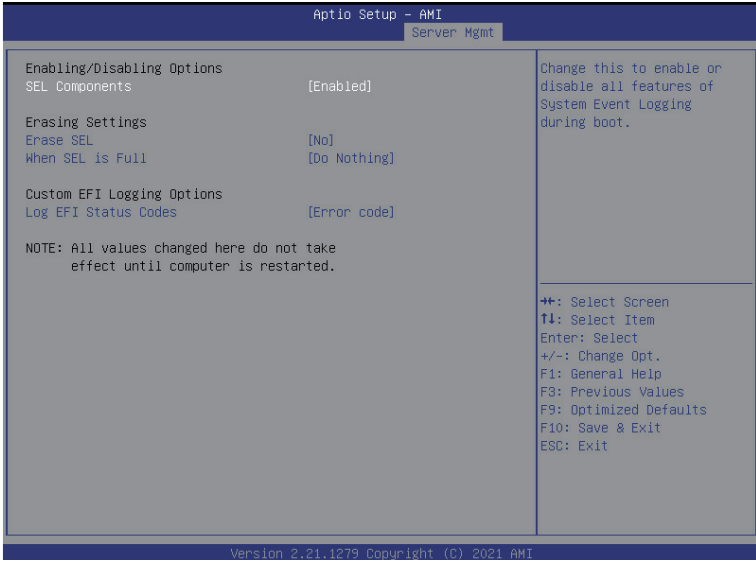 Aptio Setup – AMI
Server Mgmt
Enabling/Disabling Options
SEL Components [Enabled]
Erasing Settings
Erase SEL [No]
When SEL is Full [Do Nothing]
Custom EFI Logging Options
Log EFI Status Codes [Error code]
NOTE: All values changed here do not take
effect until computer is restarted.
Change this to enable or
disable all features of
System Event Logging
during boot.
→←: Select Screen
↑↓: Select Item
Enter: Select
+/-: Change Opt.
F1: General Help
F3: Previous Values
F9: Optimized Defaults
F10: Save & Exit
ESC: Exit
Version 2.21.1279 Copyright (C) 2021 AMI